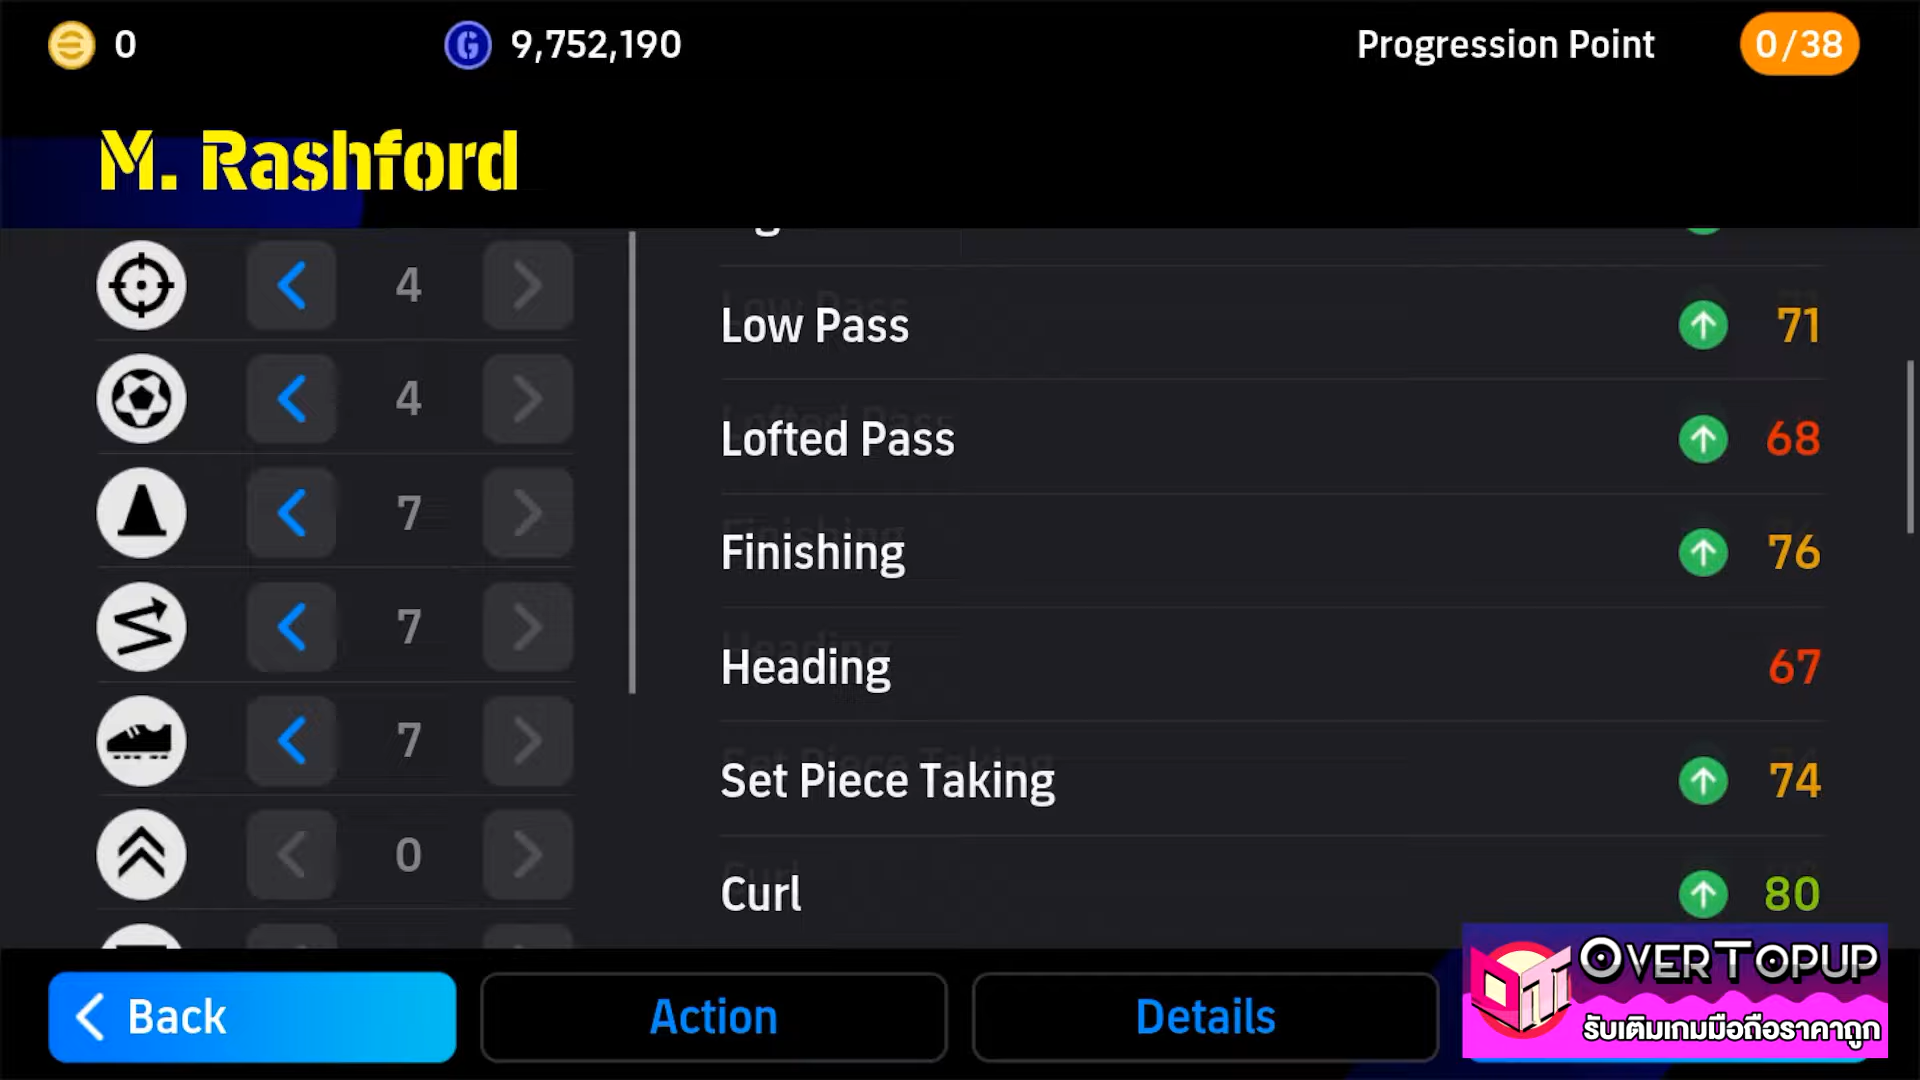 0
9,752,190
Progression Point
0/38
M. Rashford
4
Low Pass
71
4
Lofted Pass
68
7
Finishing
76
7
Heading
67
7
Set Piece Taking
74
0
Curl
80
Back
Action
Details
OVERTOPUP
รับเติมเกมมือถือราคาถูก